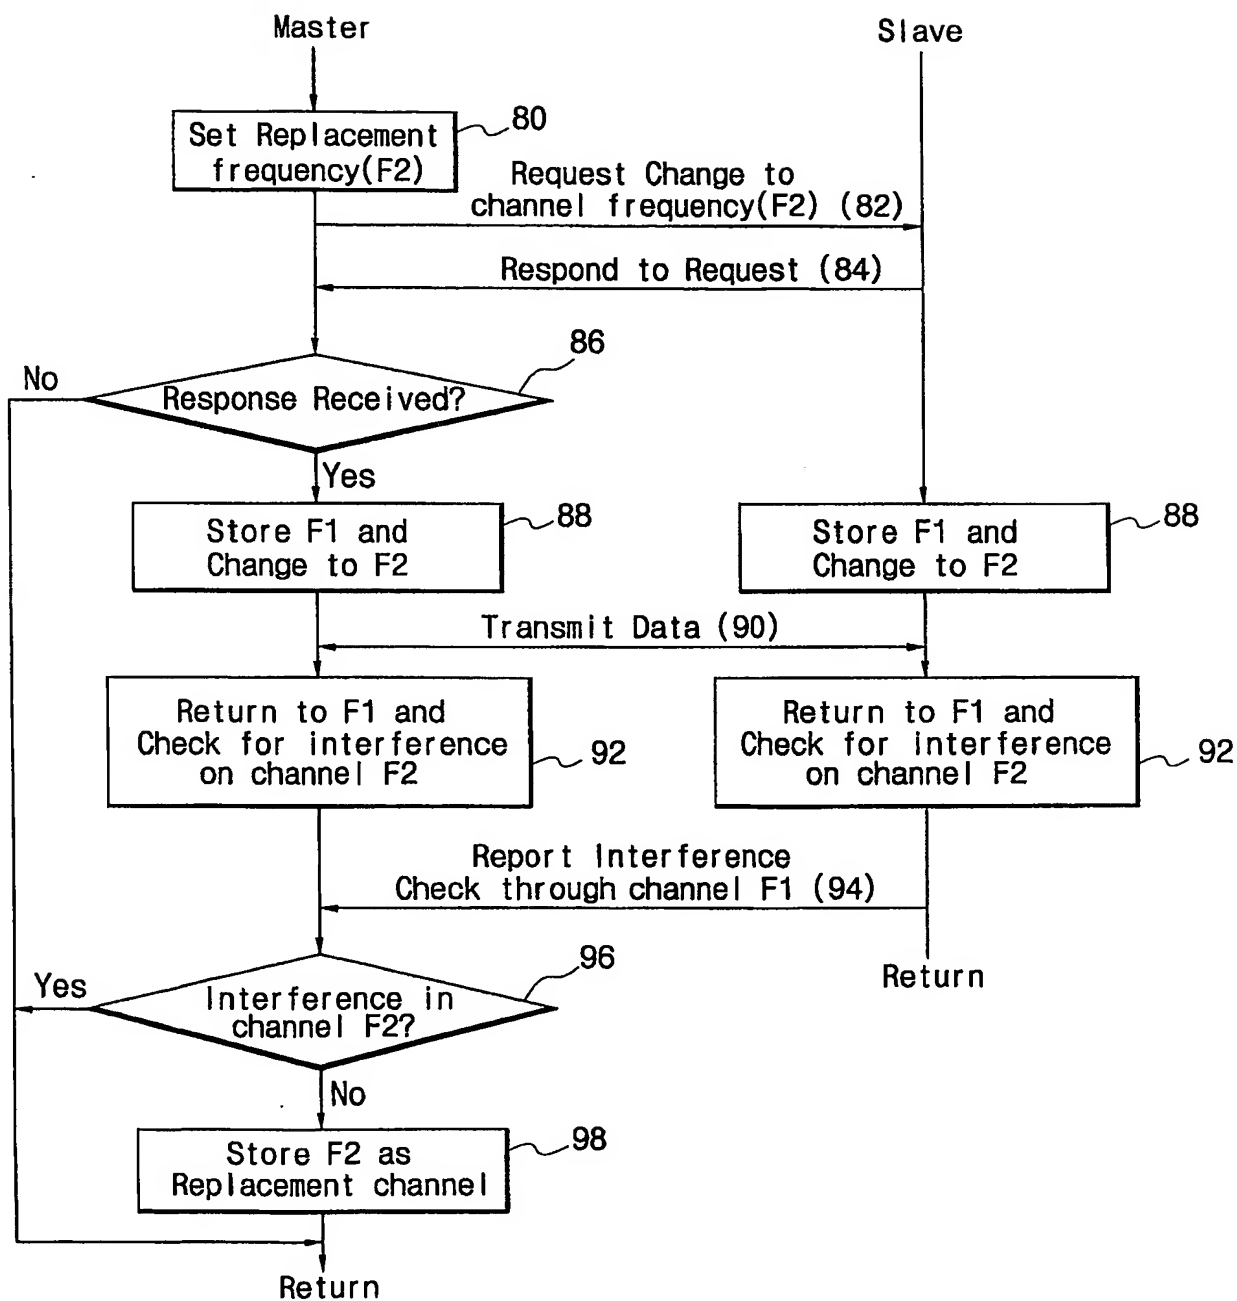 Master
Slave
Set Replacement
frequency(F2)
80
Request Change to
channel frequency(F2) (82)
Respond to Request (84)
86
No
Response Received?
Yes
Store F1 and
Change to F2
88
Store F1 and
Change to F2
88
Transmit Data (90)
Return to F1 and
Check for interference
on channel F2
92
Return to F1 and
Check for interference
on channel F2
92
Report Interference
Check through channel F1 (94)
96
Yes
Interference in
channel F2?
Return
No
Store F2 as
Replacement channel
98
Return